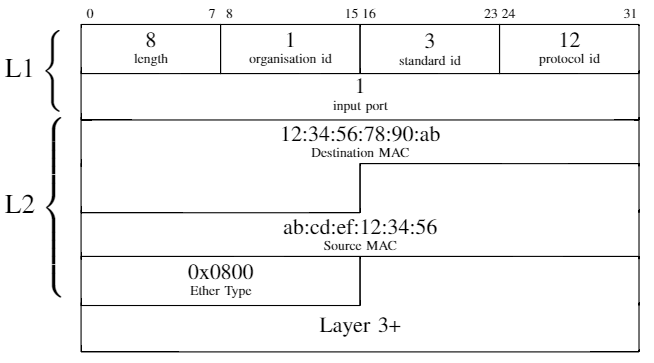 0 7 8 15 16 23 24 31
8 1 3 12
length organisation id standard id protocol id
L1
1
input port
12:34:56:78:90:ab
Destination MAC
L2
ab:cd:ef:12:34:56
Source MAC
0x0800
Ether Type
Layer 3+